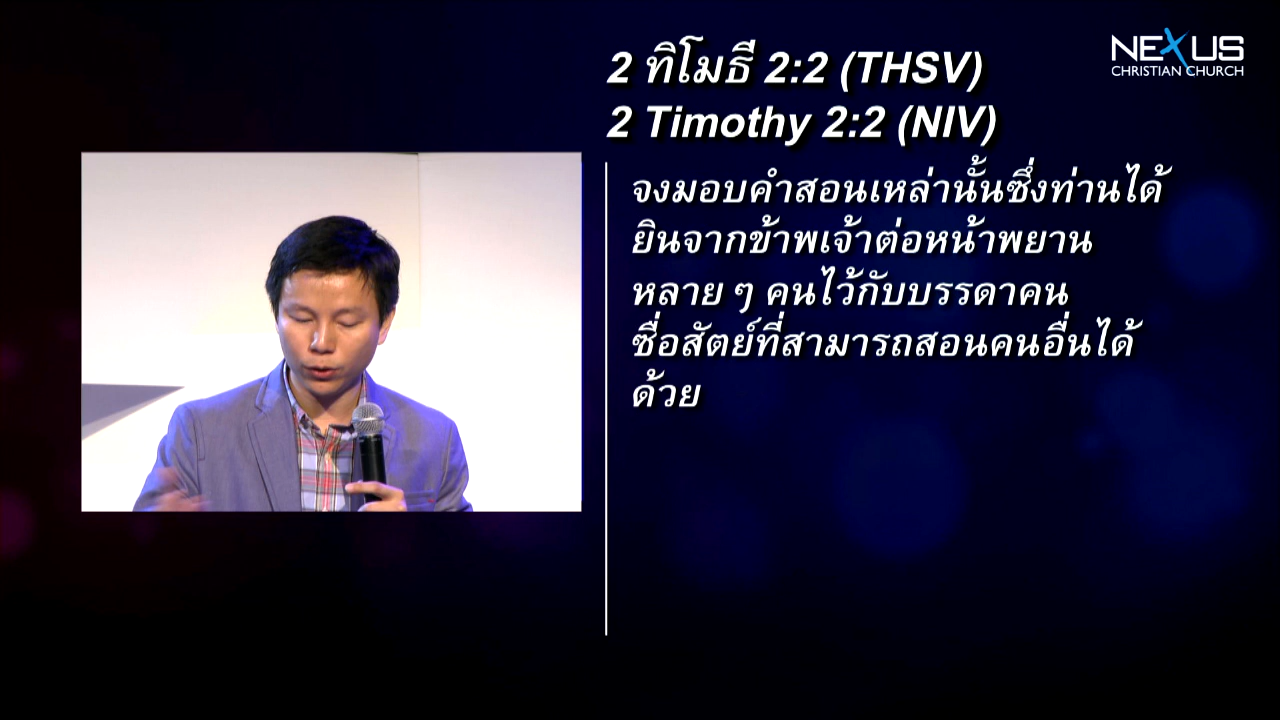 NEXUS
CHRISTIAN CHURCH
2 ทิโมธี 2:2 (THSV)
2 Timothy 2:2 (NIV)
จงมอบคำสอนเหล่านั้นซึ่งท่านได้
ยินจากข้าพเจ้าต่อหน้าพยาน
หลาย ๆ คนไว้กับบรรดาคน
ซื่อสัตย์ที่สามารถสอนคนอื่นได้
ด้วย